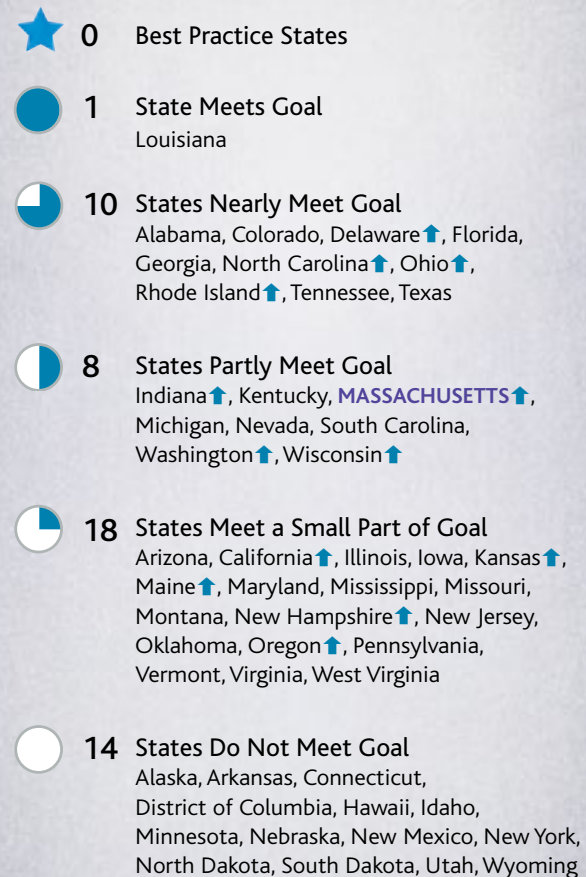 0 Best Practice States
1 State Meets Goal
Louisiana
10 States Nearly Meet Goal
Alabama, Colorado, Delaware⬆, Florida,
Georgia, North Carolina⬆, Ohio⬆,
Rhode Island⬆, Tennessee, Texas
8 States Partly Meet Goal
Indiana⬆, Kentucky, MASSACHUSETTS⬆,
Michigan, Nevada, South Carolina,
Washington⬆, Wisconsin⬆
18 States Meet a Small Part of Goal
Arizona, California⬆, Illinois, Iowa, Kansas⬆,
Maine⬆, Maryland, Mississippi, Missouri,
Montana, New Hampshire⬆, New Jersey,
Oklahoma, Oregon⬆, Pennsylvania,
Vermont, Virginia, West Virginia
14 States Do Not Meet Goal
Alaska, Arkansas, Connecticut,
District of Columbia, Hawaii, Idaho,
Minnesota, Nebraska, New Mexico, New York,
North Dakota, South Dakota, Utah, Wyoming